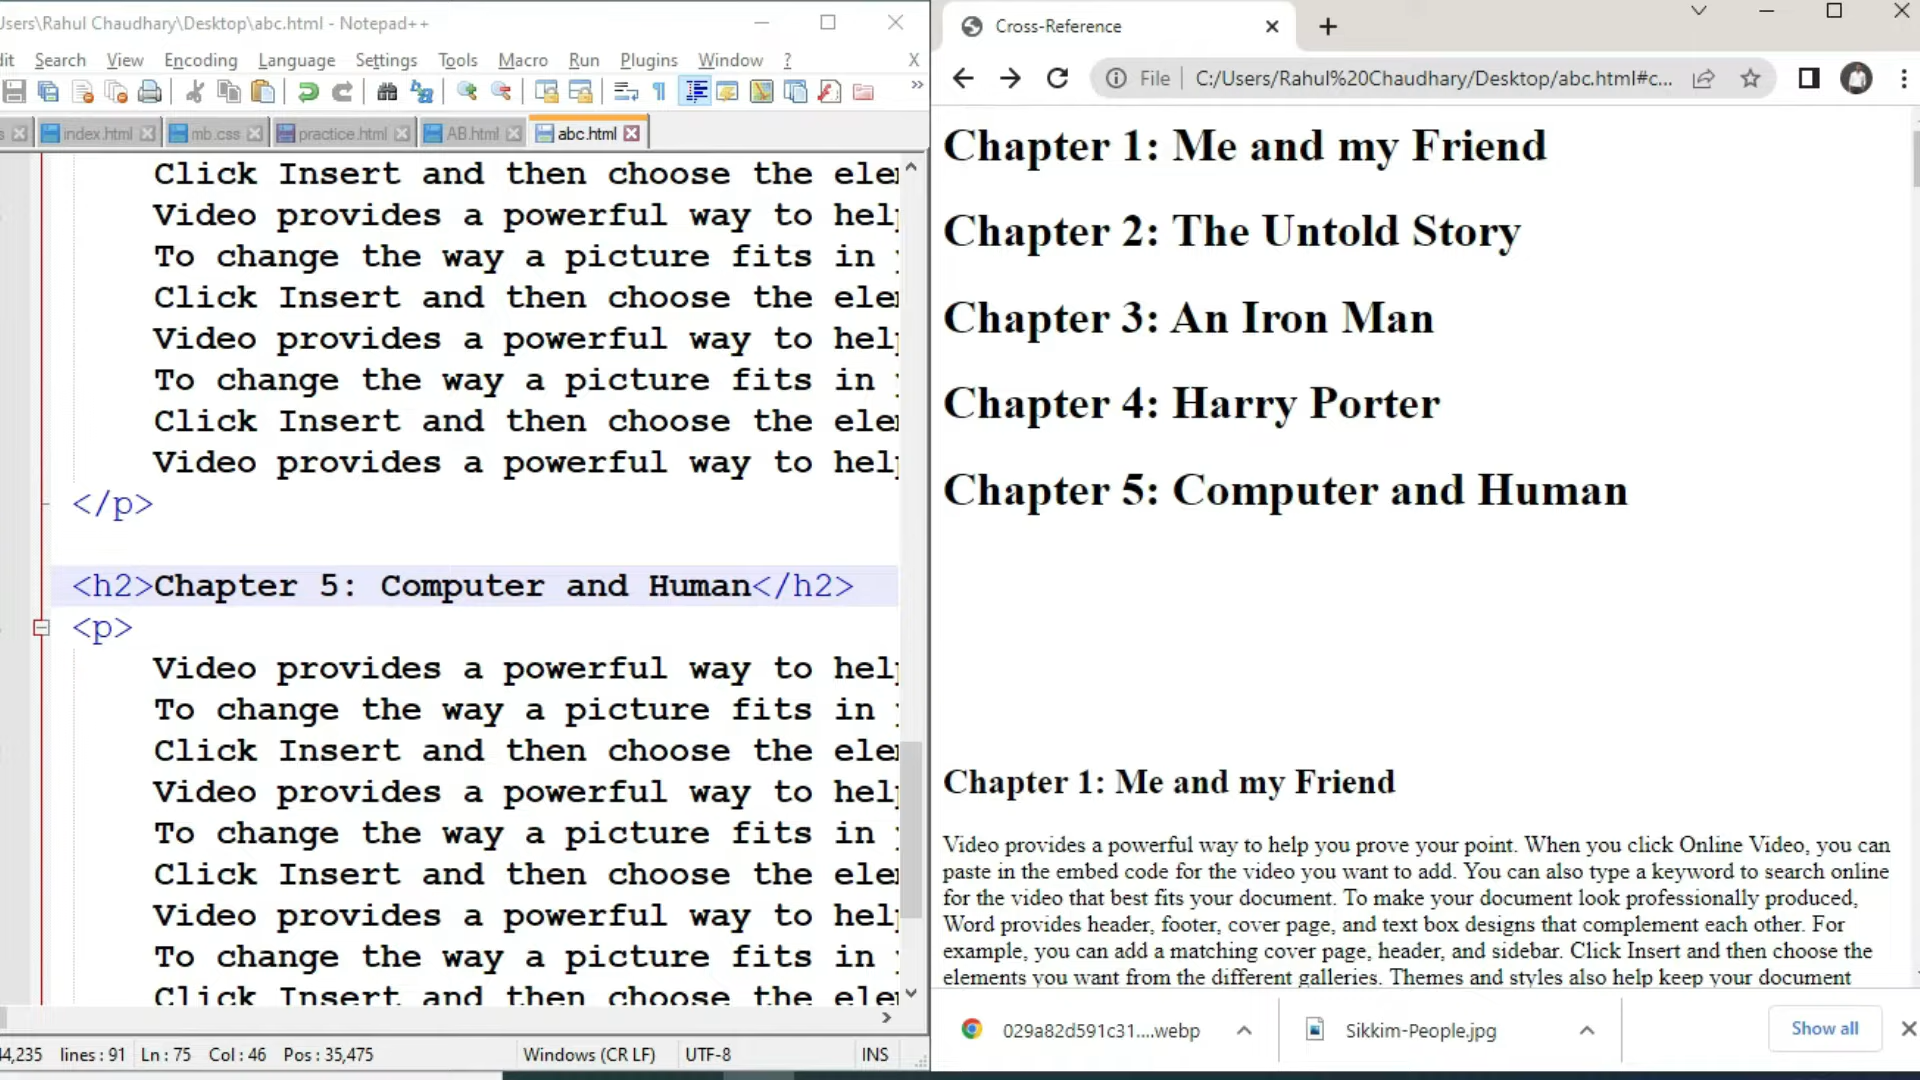 Jsers\Rahul Chaudhary\Desktop\abc.html - Notepad++
dit Search View Encoding Language Settings Tools Macro Run Plugins Window ? X
s index.html mb.css practice.html AB.html abc.html
Click Insert and then choose the eler
Video provides a powerful way to help
To change the way a picture fits in
Click Insert and then choose the eler
Video provides a powerful way to help
To change the way a picture fits in
Click Insert and then choose the eler
Video provides a powerful way to help
</p>
<h2>Chapter 5: Computer and Human</h2>
<p>
Video provides a powerful way to help
To change the way a picture fits in
Click Insert and then choose the eler
Video provides a powerful way to help
To change the way a picture fits in
Click Insert and then choose the eler
Video provides a powerful way to help
To change the way a picture fits in
Click Insert and then choose the eler
44,235 lines : 91 Ln : 75 Col : 46 Pos : 35,475 Windows (CR LF) UTF-8 INS
Cross-Reference
File C:/Users/Rahul%20Chaudhary/Desktop/abc.html#c...
Chapter 1: Me and my Friend
Chapter 2: The Untold Story
Chapter 3: An Iron Man
Chapter 4: Harry Porter
Chapter 5: Computer and Human
Chapter 1: Me and my Friend
Video provides a powerful way to help you prove your point. When you click Online Video, you can
paste in the embed code for the video you want to add. You can also type a keyword to search online
for the video that best fits your document. To make your document look professionally produced,
Word provides header, footer, cover page, and text box designs that complement each other. For
example, you can add a matching cover page, header, and sidebar. Click Insert and then choose the
elements you want from the different galleries. Themes and styles also help keep your document
029a82d591c31....webp Sikkim-People.jpg Show all